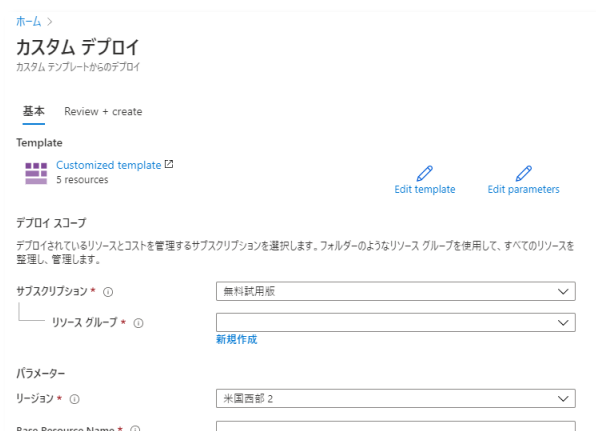 ホーム >
カスタム デプロイ
カスタム テンプレートからのデプロイ
基本 Review + create
Template
Customized template
5 resources
Edit template Edit parameters
デプロイ スコープ
デプロイされているリソースとコストを管理するサブスクリプションを選択します。フォルダーのようなリソース グループを使用して、すべてのリソースを
整理し、管理します。
サブスクリプション * 無料試用版
リソース グループ *
新規作成
パラメーター
リージョン * 米国西部 2
Base Resource Name *